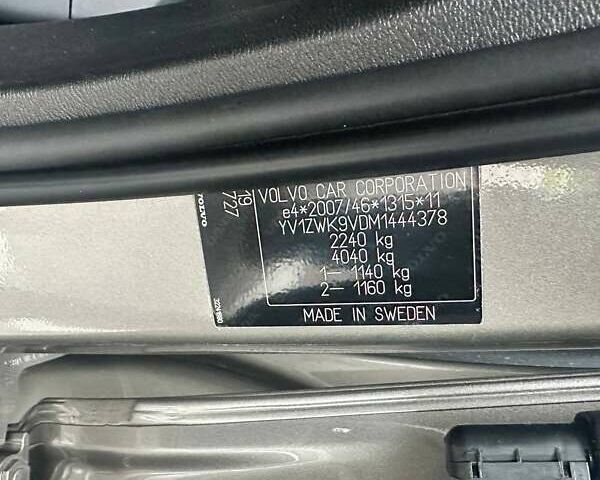 VOLVO CAR CORPORATION
e4*2007/46*1315*11
YV1ZWK9VDM1444378
2240 kg
4040 kg
1– 1140 kg
2– 1160 kg
MADE IN SWEDEN
719
727
VOLVO